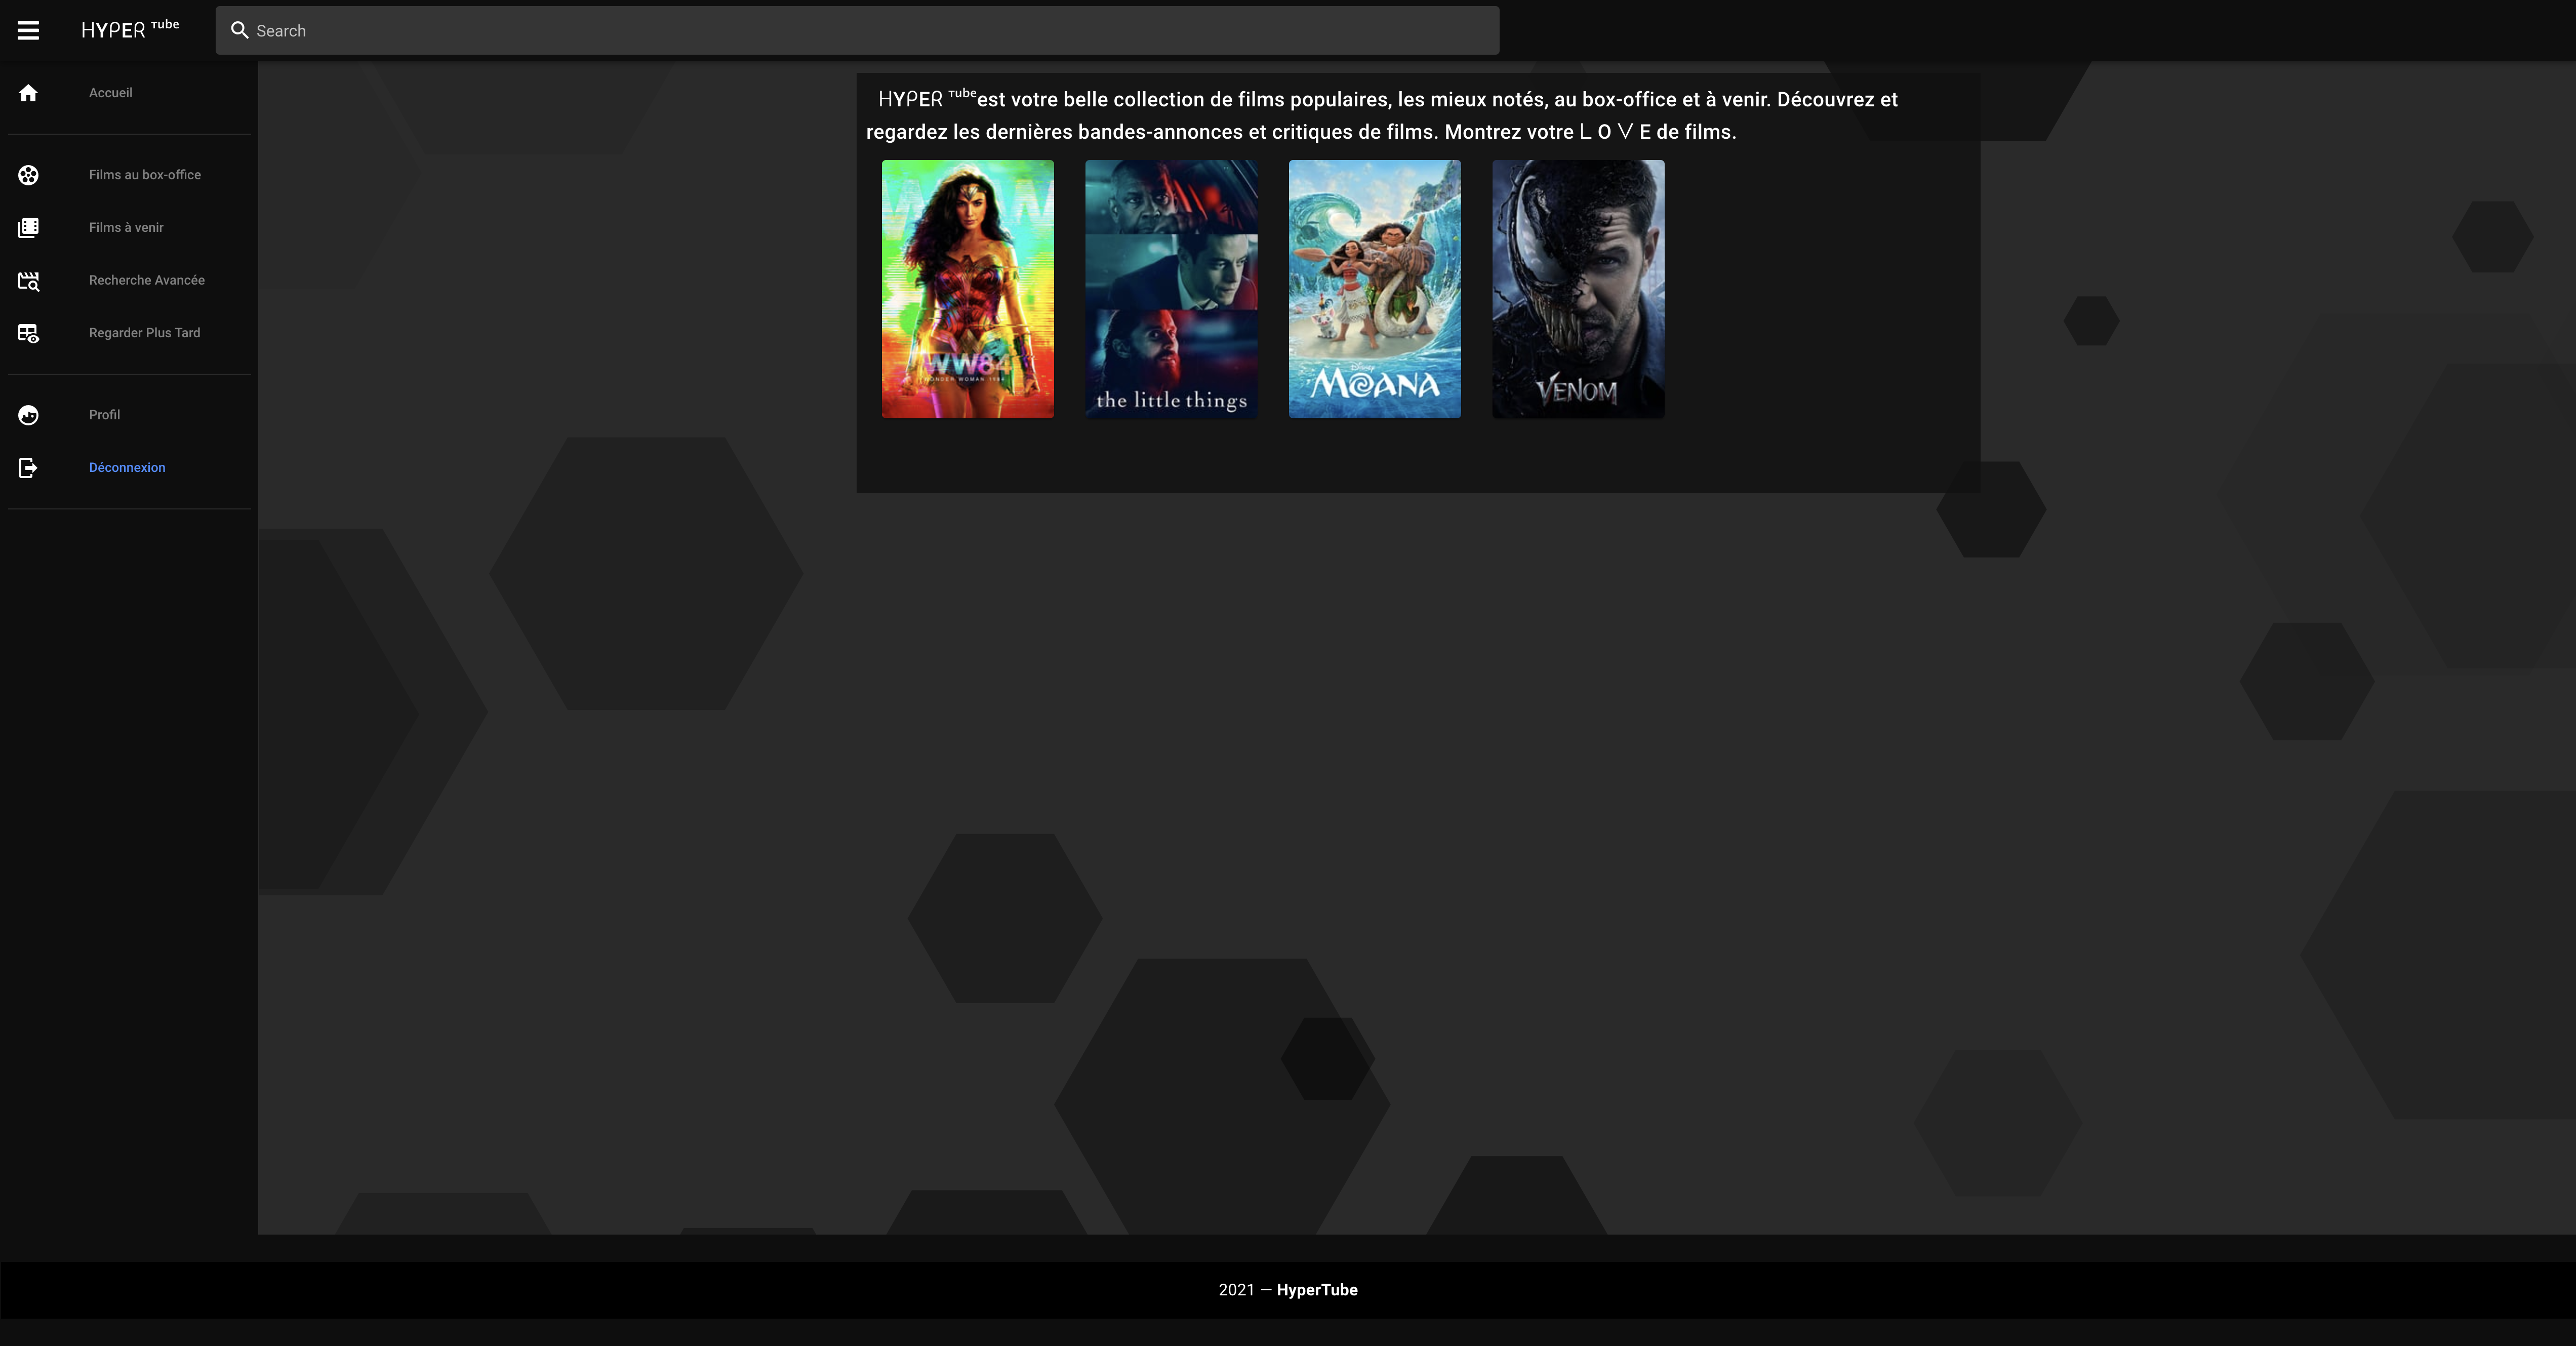 HYPER Tube
Search
Accueil
Films au box-office
Films à venir
Recherche Avancée
Regarder Plus Tard
Profil
Déconnexion
HYPER Tubeest votre belle collection de films populaires, les mieux notés, au box-office et à venir. Découvrez et
regardez les dernières bandes-annonces et critiques de films. Montrez votre L O V E de films.
WW84
WONDER WOMAN 1984
the little things
Disney
MOANA
VENOM
2021 — HyperTube